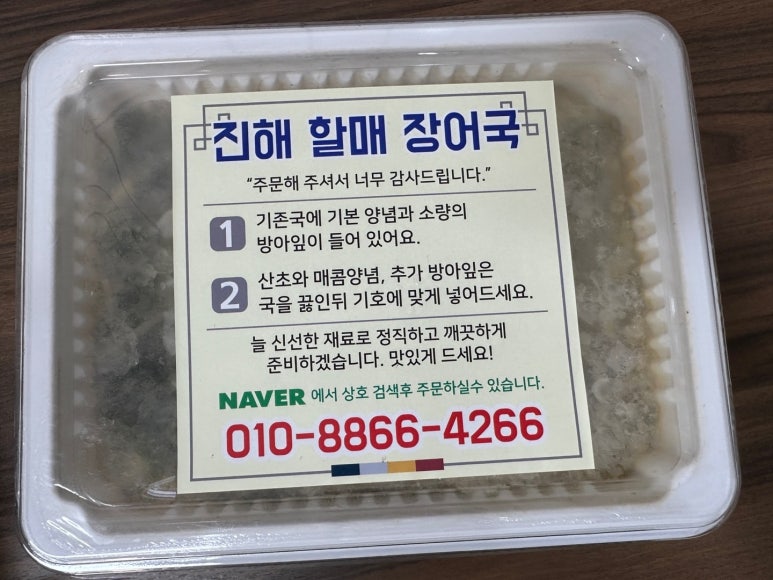 진해 할매 장어국
“주문해 주셔서 너무 감사드립니다.”
1 기존국에 기본 양념과 소량의
방아잎이 들어 있어요.
2 산초와 매콤양념, 추가 방아잎은
국을 끓인뒤 기호에 맞게 넣어드세요.
늘 신선한 재료로 정직하고 깨끗하게
준비하겠습니다. 맛있게 드세요!
NAVER 에서 상호 검색후 주문하실수 있습니다.
010-8866-4266